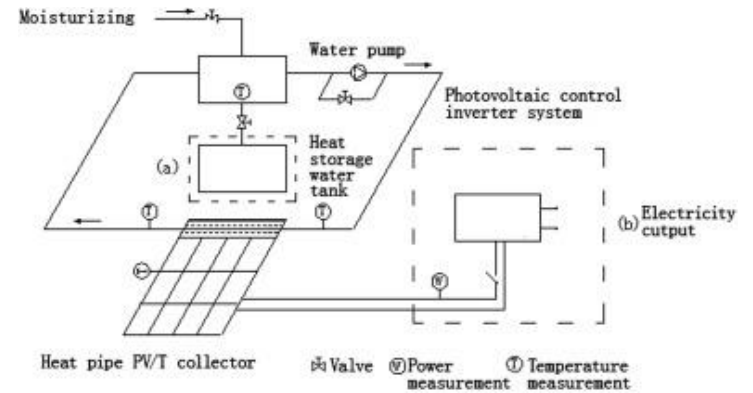 Moisturizing
Water pump
Photovoltaic control
inverter system
T
(a)
Heat
storage
water
tank
T
T
(b)
Electricity
cutput
T
W
Heat pipe PV/T collector
Valve
W Power
measurement
T Temperature
measurement